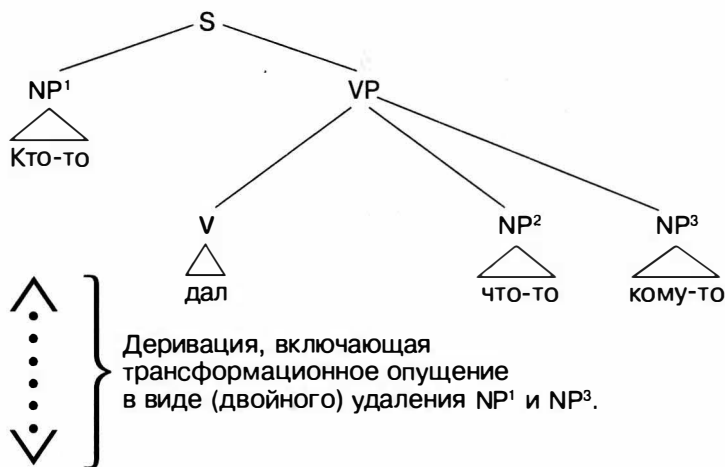 S
NP¹ VP
Кто-то
V NP² NP³
дал что-то кому-то
Деривация, включающая
трансформационное опущение
в виде (двойного) удаления NP¹ и NP³.